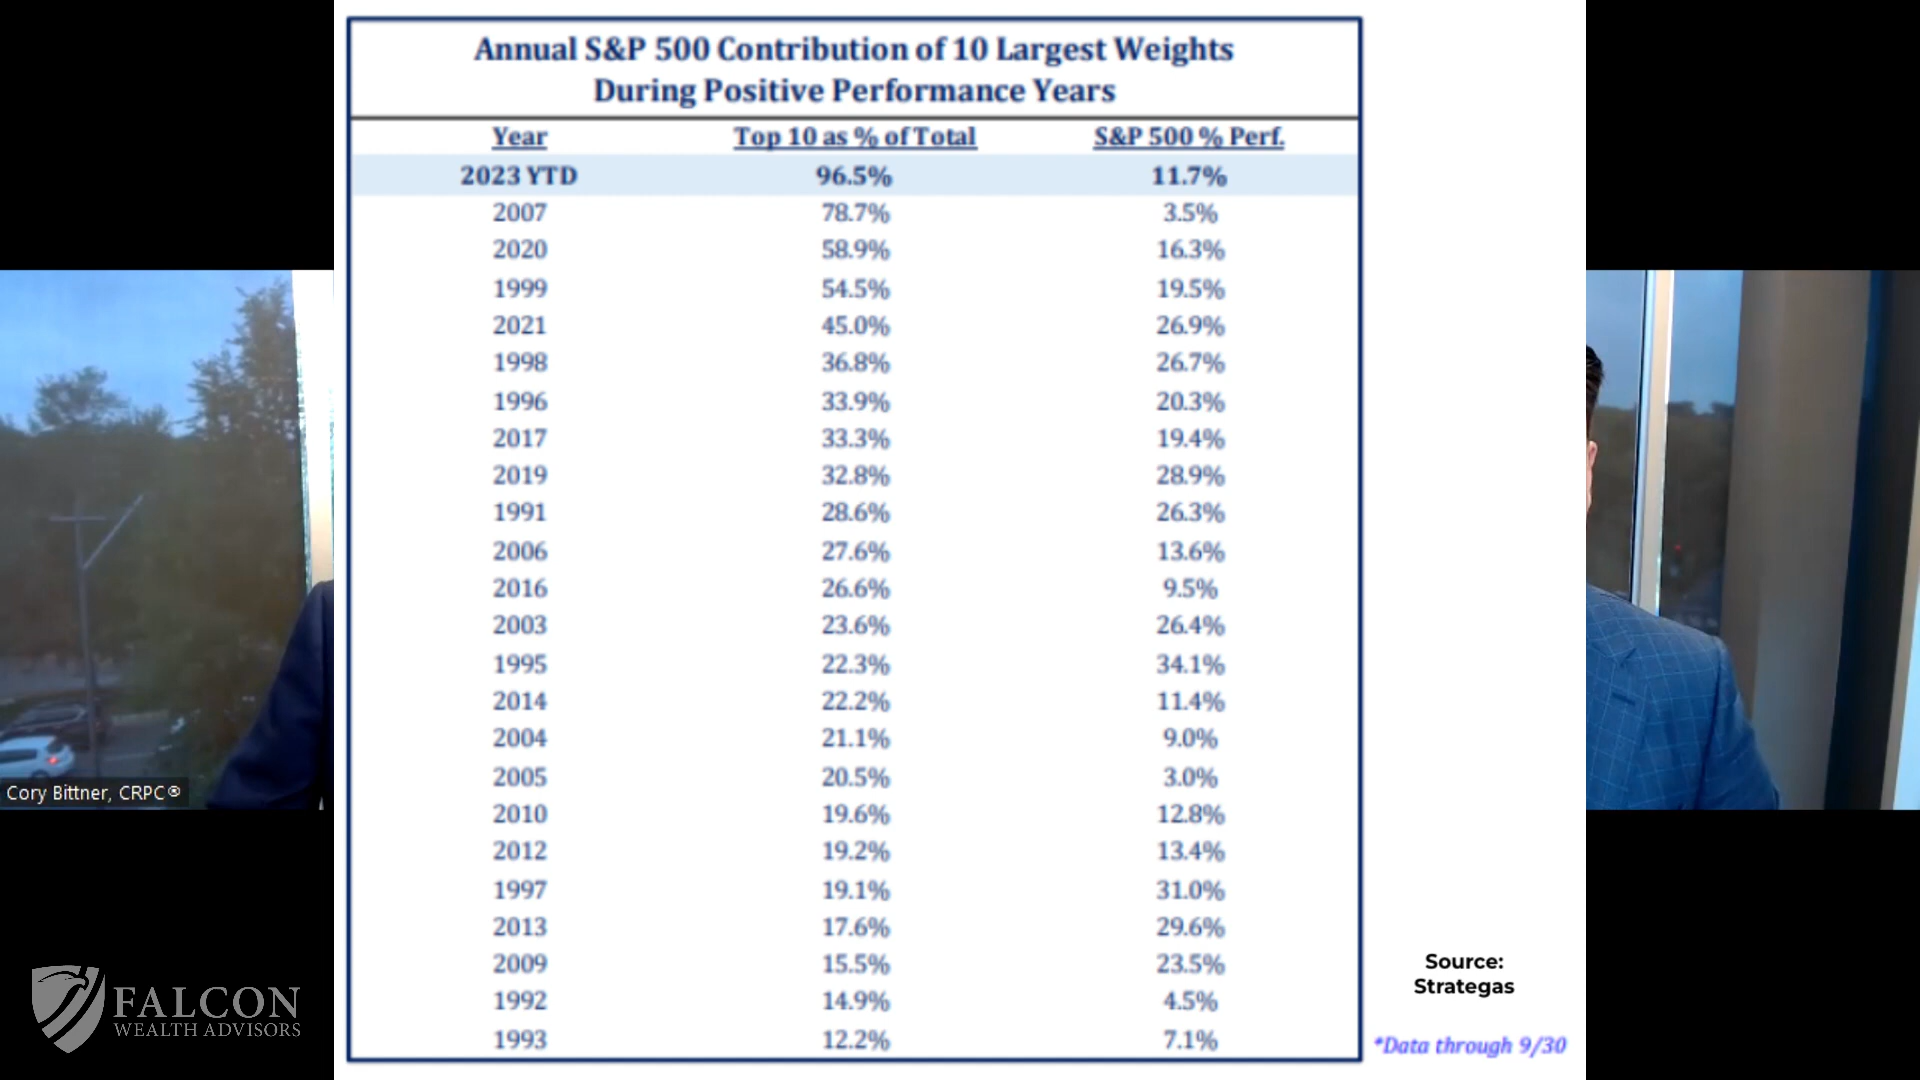 Annual S&P 500 Contribution of 10 Largest Weights
During Positive Performance Years
Year Top 10 as % of Total S&P 500 % Perf.
2023 YTD 96.5% 11.7%
2007 78.7% 3.5%
2020 58.9% 16.3%
1999 54.5% 19.5%
2021 45.0% 26.9%
1998 36.8% 26.7%
1996 33.9% 20.3%
2017 33.3% 19.4%
2019 32.8% 28.9%
1991 28.6% 26.3%
2006 27.6% 13.6%
2016 26.6% 9.5%
2003 23.6% 26.4%
1995 22.3% 34.1%
2014 22.2% 11.4%
2004 21.1% 9.0%
2005 20.5% 3.0%
2010 19.6% 12.8%
2012 19.2% 13.4%
1997 19.1% 31.0%
2013 17.6% 29.6%
2009 15.5% 23.5%
1992 14.9% 4.5%
1993 12.2% 7.1%
Source:
Strategas
*Data through 9/30
Cory Bittner, CRPC®
FALCON
WEALTH ADVISORS